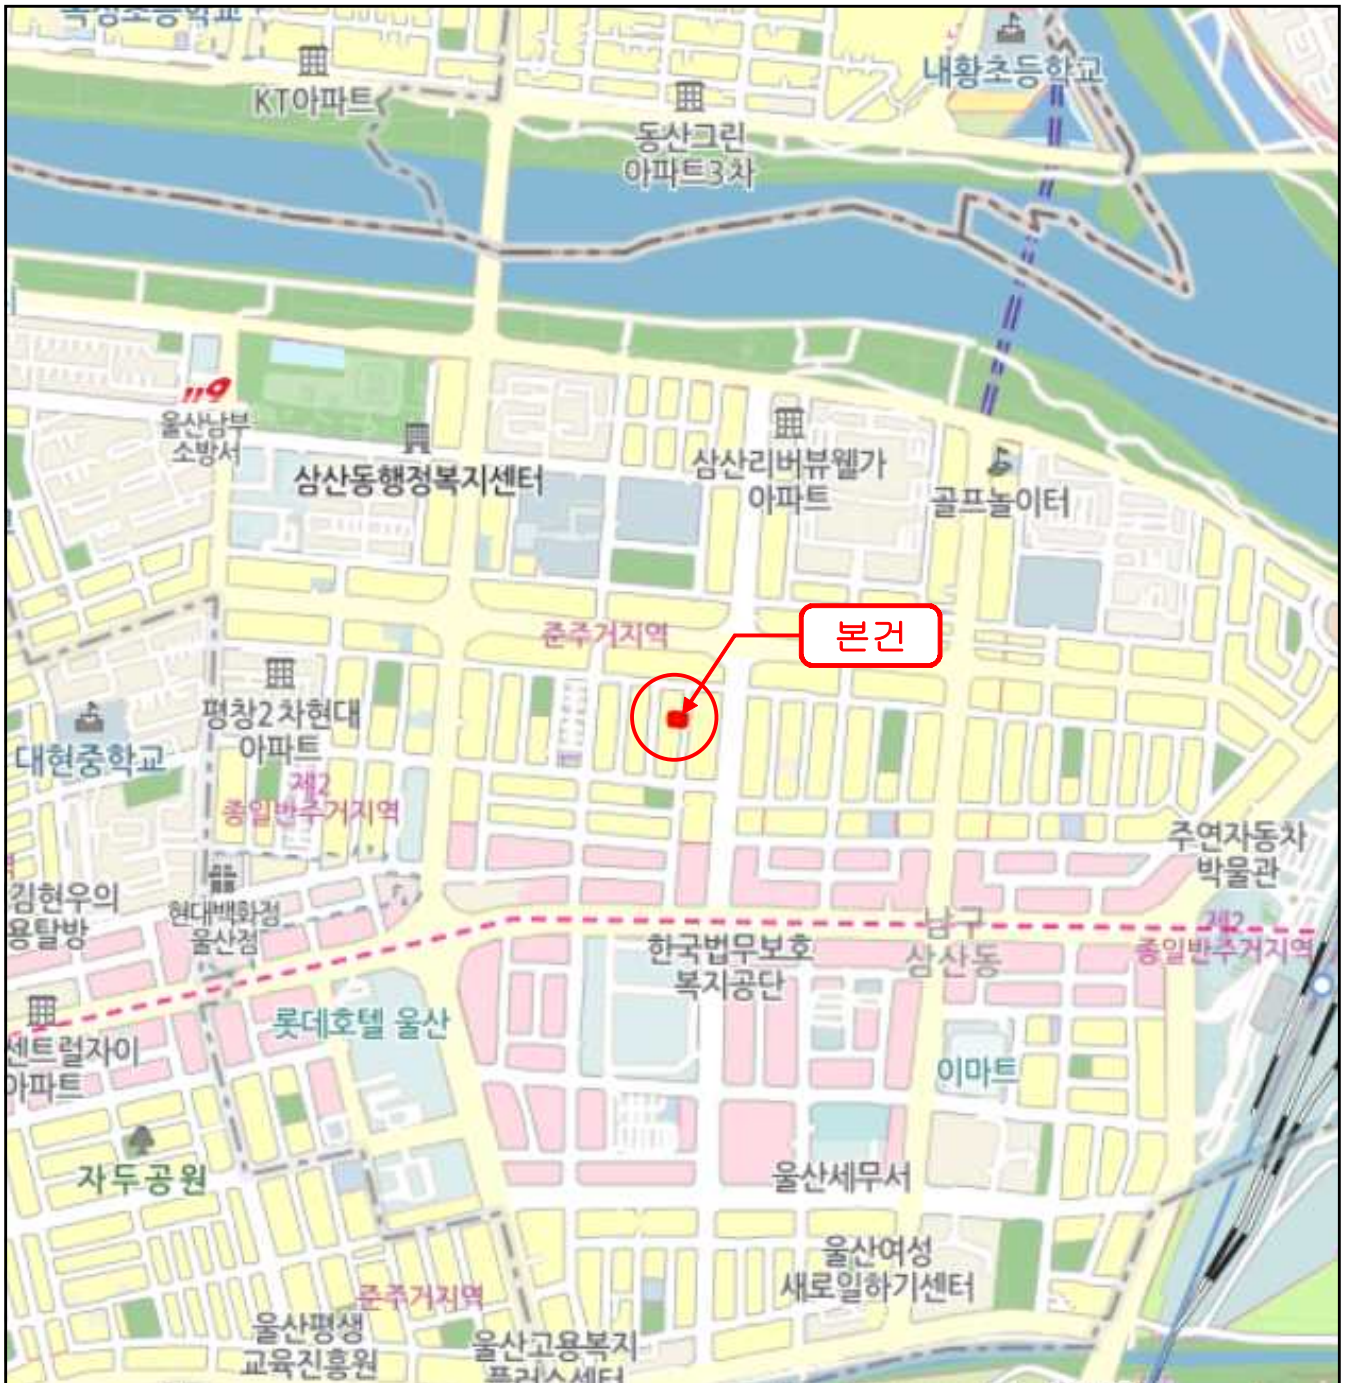 KT아파트
내황초등학교
동산그린
아파트3차
119
울산남부
소방서
삼산동행정복지센터
삼산리버뷰웰가
아파트
골프놀이터
준주거지역
본건
평창2차현대
아파트
대현중학교
제2
종일반주거지역
주연자동차
박물관
김현우의
용탈방
현대백화점
울산점
한국법무보호
복지공단
남구
삼산동
제2
종일반주거지역
롯데호텔 울산
센트럴자이
아파트
이마트
자두공원
울산세무서
울산여성
새로일하기센터
준주거지역
울산평생
교육진흥원
울산고용복지
플러스센터